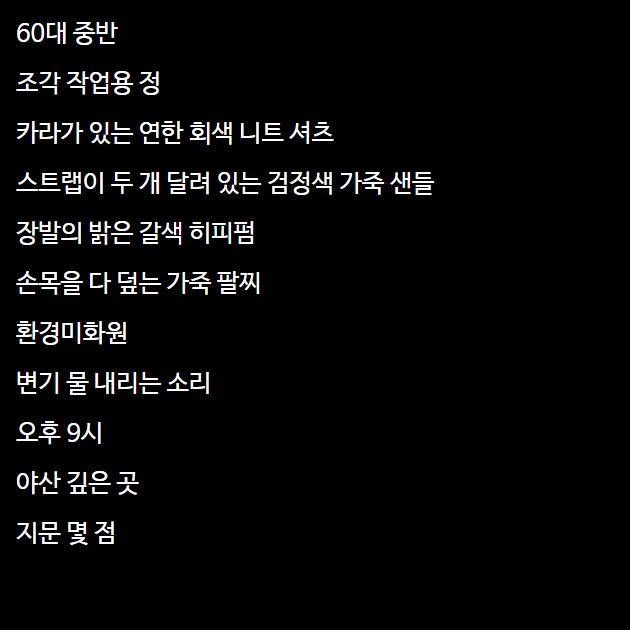 60대 중반
조각 작업용 정
카라가 있는 연한 회색 니트 셔츠
스트랩이 두 개 달려 있는 검정색 가죽 샌들
장발의 밝은 갈색 히피펌
손목을 다 덮는 가죽 팔찌
환경미화원
변기 물 내리는 소리
오후 9시
야산 깊은 곳
지문 몇 점